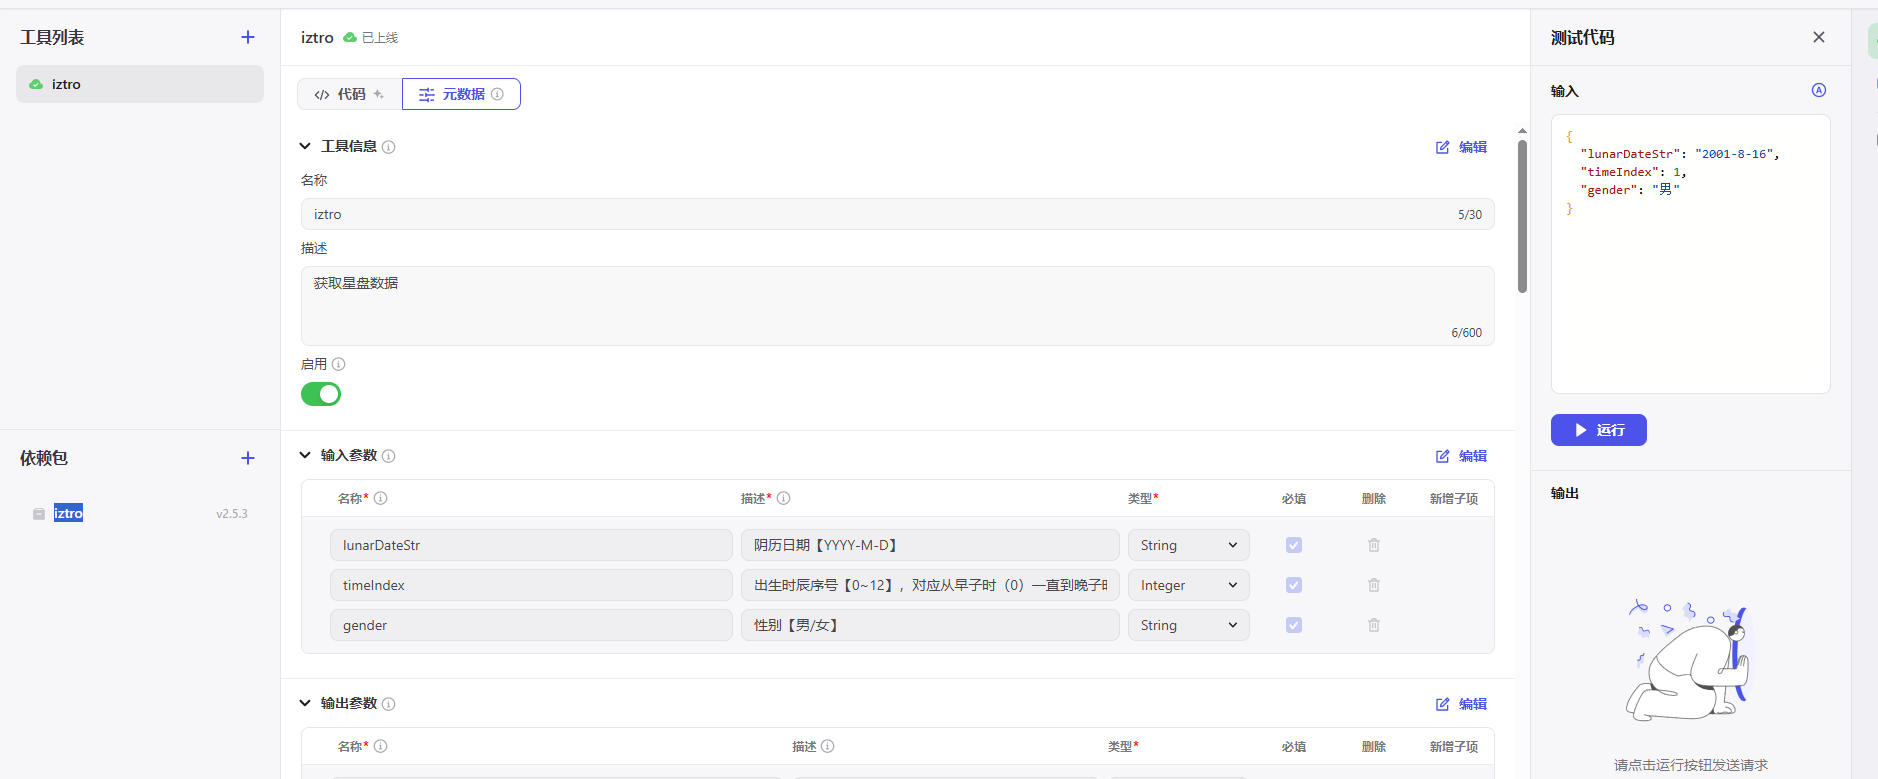 工具列表
iztro
依赖包
iztro v2.5.3
iztro 已上线
代码 元数据
工具信息 编辑
名称
iztro 5/30
描述
获取星盘数据
6/600
启用
输入参数 编辑
名称* 描述* 类型* 必填 删除 新增子项
lunarDateStr 阴历日期【YYYY-M-D】 String
timeIndex 出生时辰序号【0~12】，对应从早子时（0）一直到晚子时 Integer
gender 性别【男/女】 String
输出参数 编辑
名称* 描述 类型* 必填 删除 新增子项
测试代码
输入
{
"lunarDateStr": "2001-8-16",
"timeIndex": 1,
"gender": "男"
}
运行
输出
请点击运行按钮发送请求